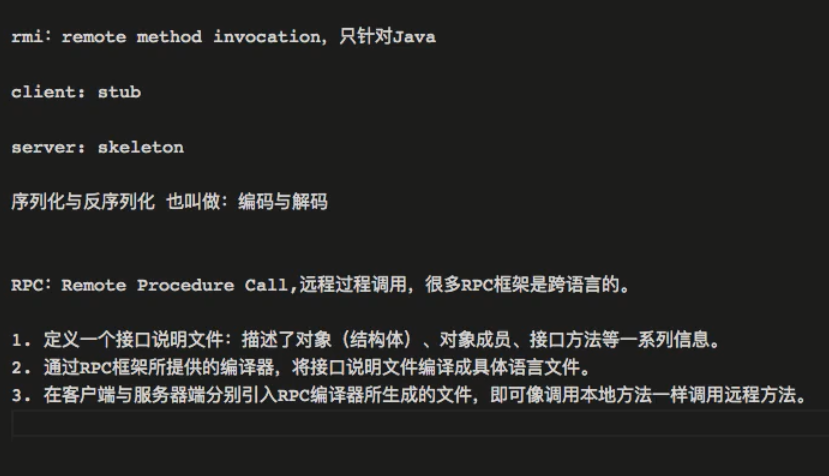 rmi：remote method invocation，只针对Java
client: stub
server: skeleton
序列化与反序列化 也叫做：编码与解码
RPC：Remote Procedure Call,远程过程调用，很多RPC框架是跨语言的。
1. 定义一个接口说明文件：描述了对象（结构体）、对象成员、接口方法等一系列信息。
2. 通过RPC框架所提供的编译器，将接口说明文件编译成具体语言文件。
3. 在客户端与服务器端分别引入RPC编译器所生成的文件，即可像调用本地方法一样调用远程方法。